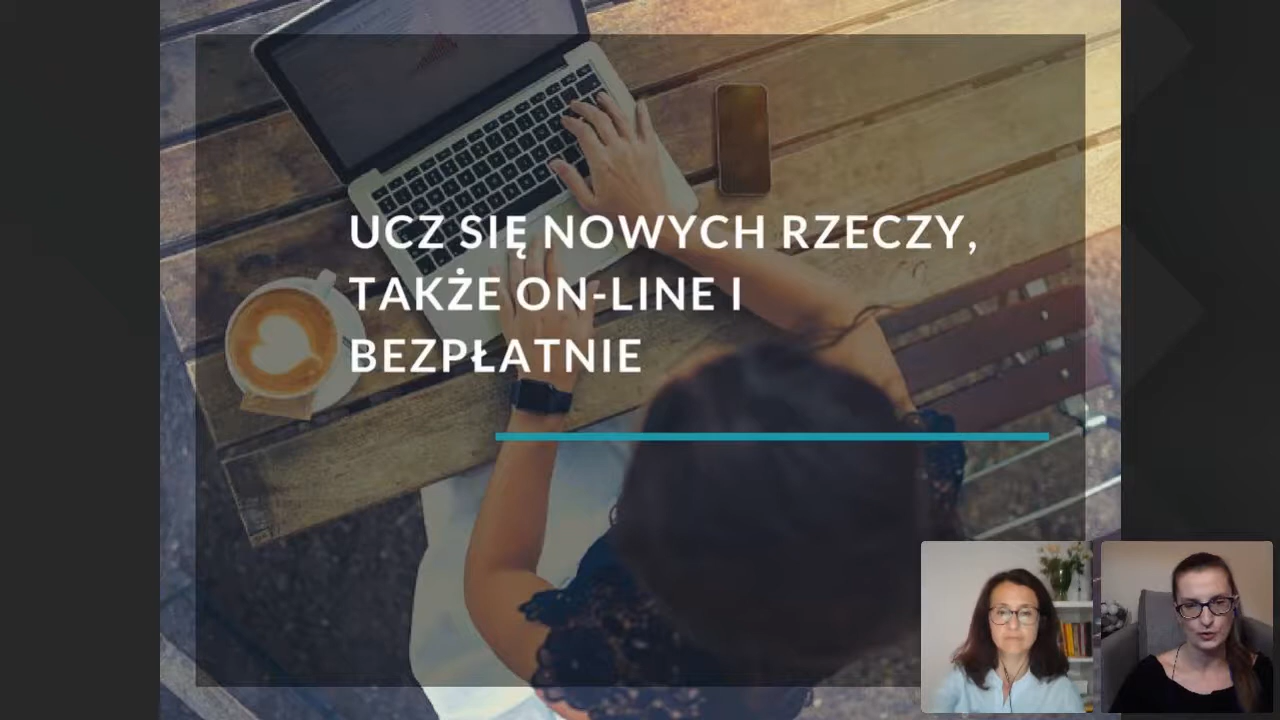 UCZ SIĘ NOWYCH RZECZY,
TAKŻE ON-LINE I
BEZPŁATNIE